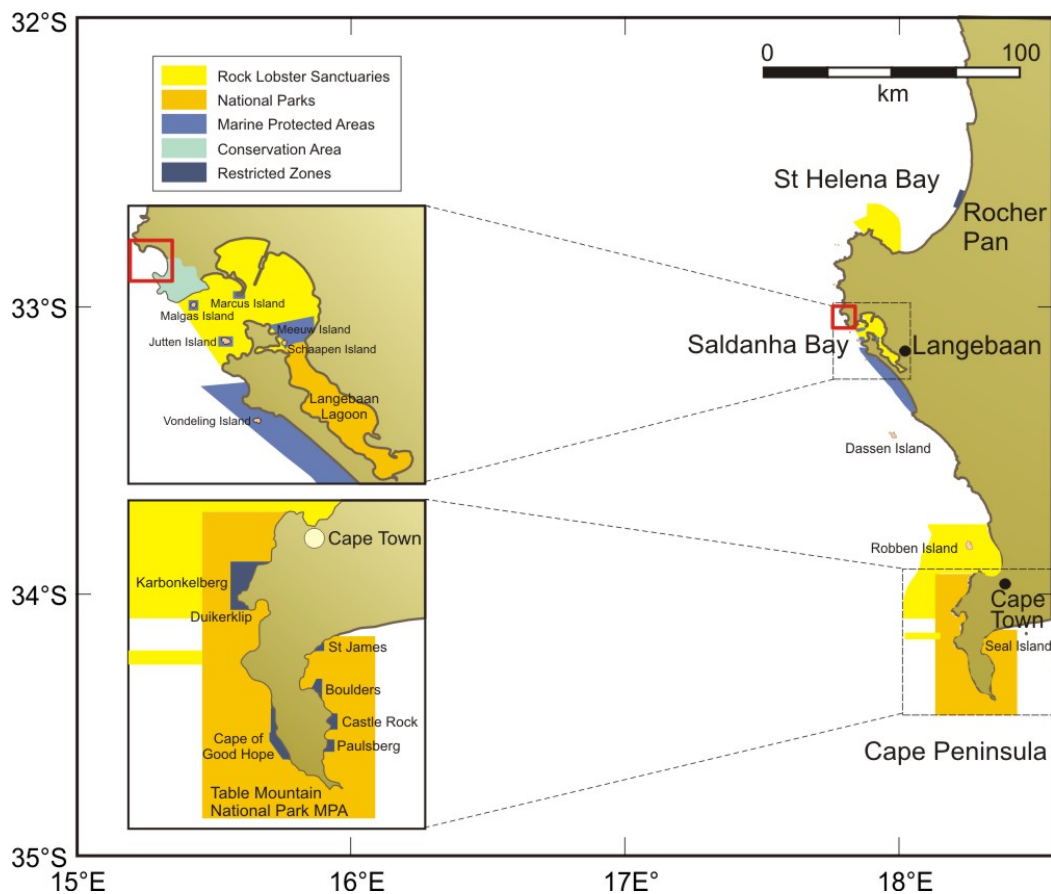 32°S
0
100
km
Rock Lobster Sanctuaries
National Parks
Marine Protected Areas
Conservation Area
Restricted Zones
St Helena Bay
Rocher
Pan
33°S
Marcus Island
Malgas Island
Meeuw Island
Jutten Island
Schaapen Island
Langebaan
Lagoon
Vondeling Island
Saldanha Bay
Langebaan
Dassen Island
Cape Town
Karbonkelberg
Duikerklip
St James
Boulders
Castle Rock
Cape of
Good Hope
Paulsberg
Table Mountain
National Park MPA
Robben Island
34°S
Cape
Town
Seal Island
Cape Peninsula
35°S
15°E
16°E
17°E
18°E